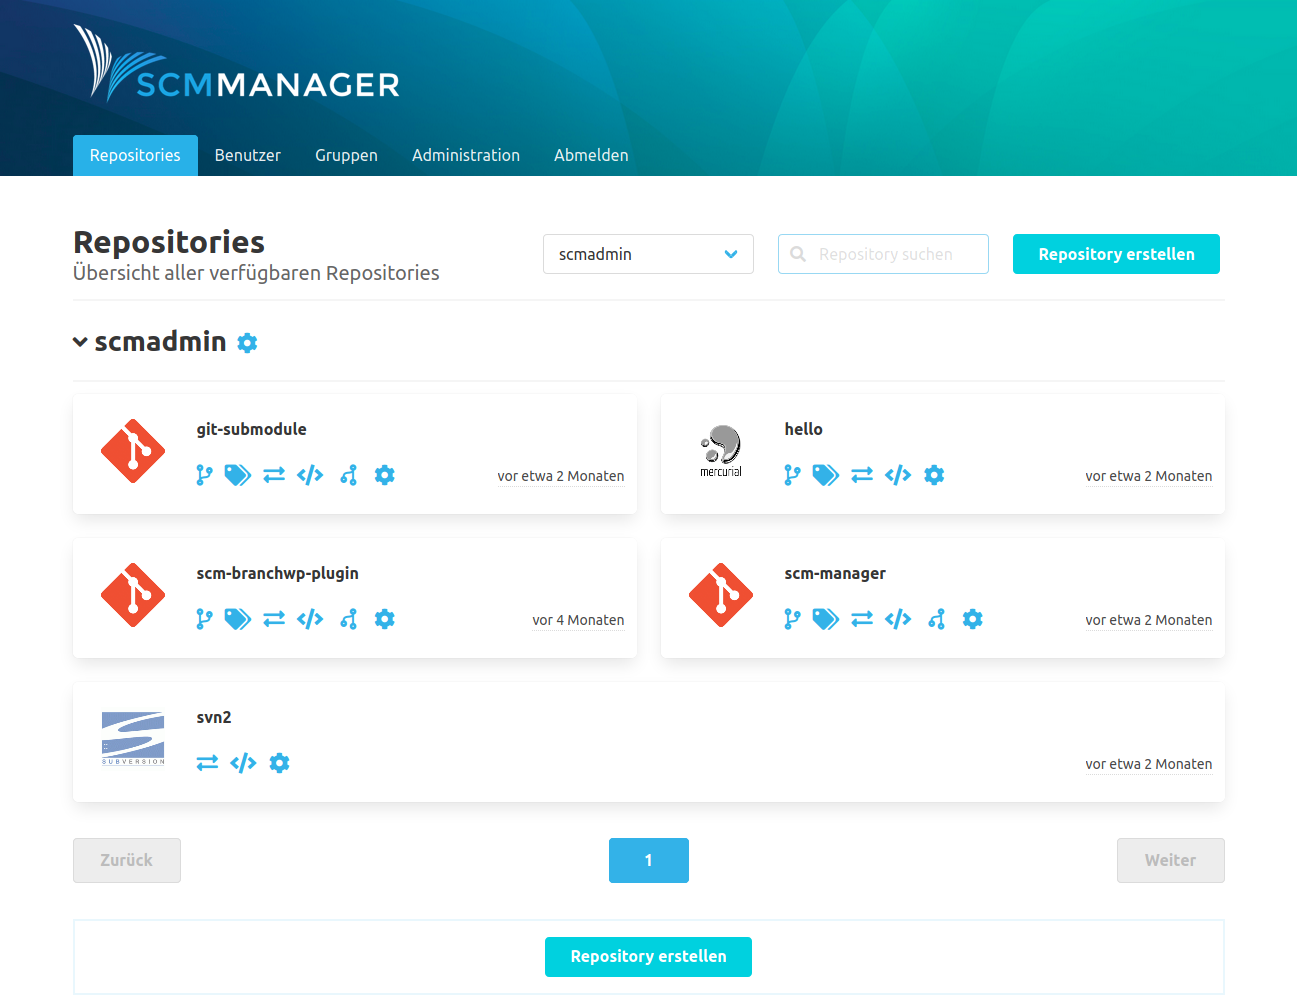 SCMMANAGER
Repositories Benutzer Gruppen Administration Abmelden
Repositories
Übersicht aller verfügbaren Repositories
scmadmin
Repository suchen
Repository erstellen
scmadmin
git-submodule
vor etwa 2 Monaten
mercurial
hello
vor etwa 2 Monaten
scm-branchwp-plugin
vor 4 Monaten
scm-manager
vor etwa 2 Monaten
SUBVERSION
svn2
vor etwa 2 Monaten
Zurück 1 Weiter
Repository erstellen